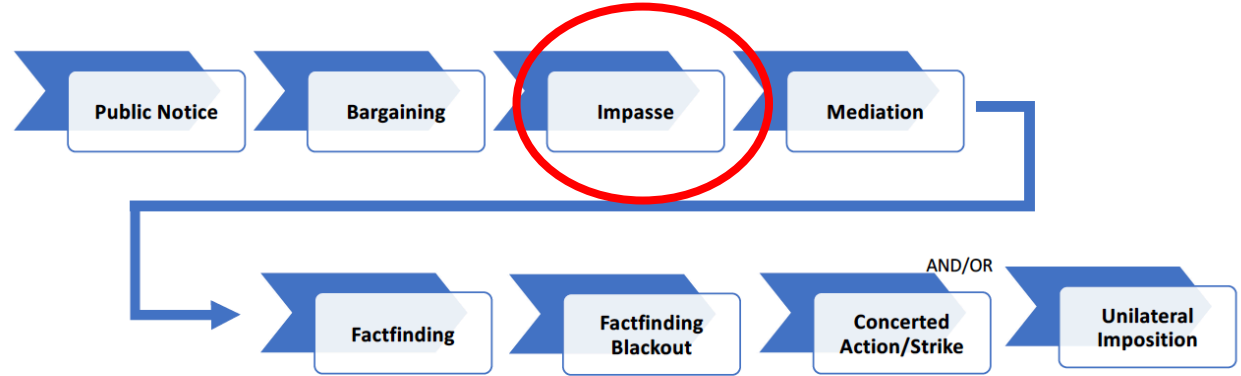 Public Notice
Bargaining
Impasse
Mediation
Factfinding
Factfinding
Blackout
Concerted
Action/Strike
AND/OR
Unilateral
Imposition